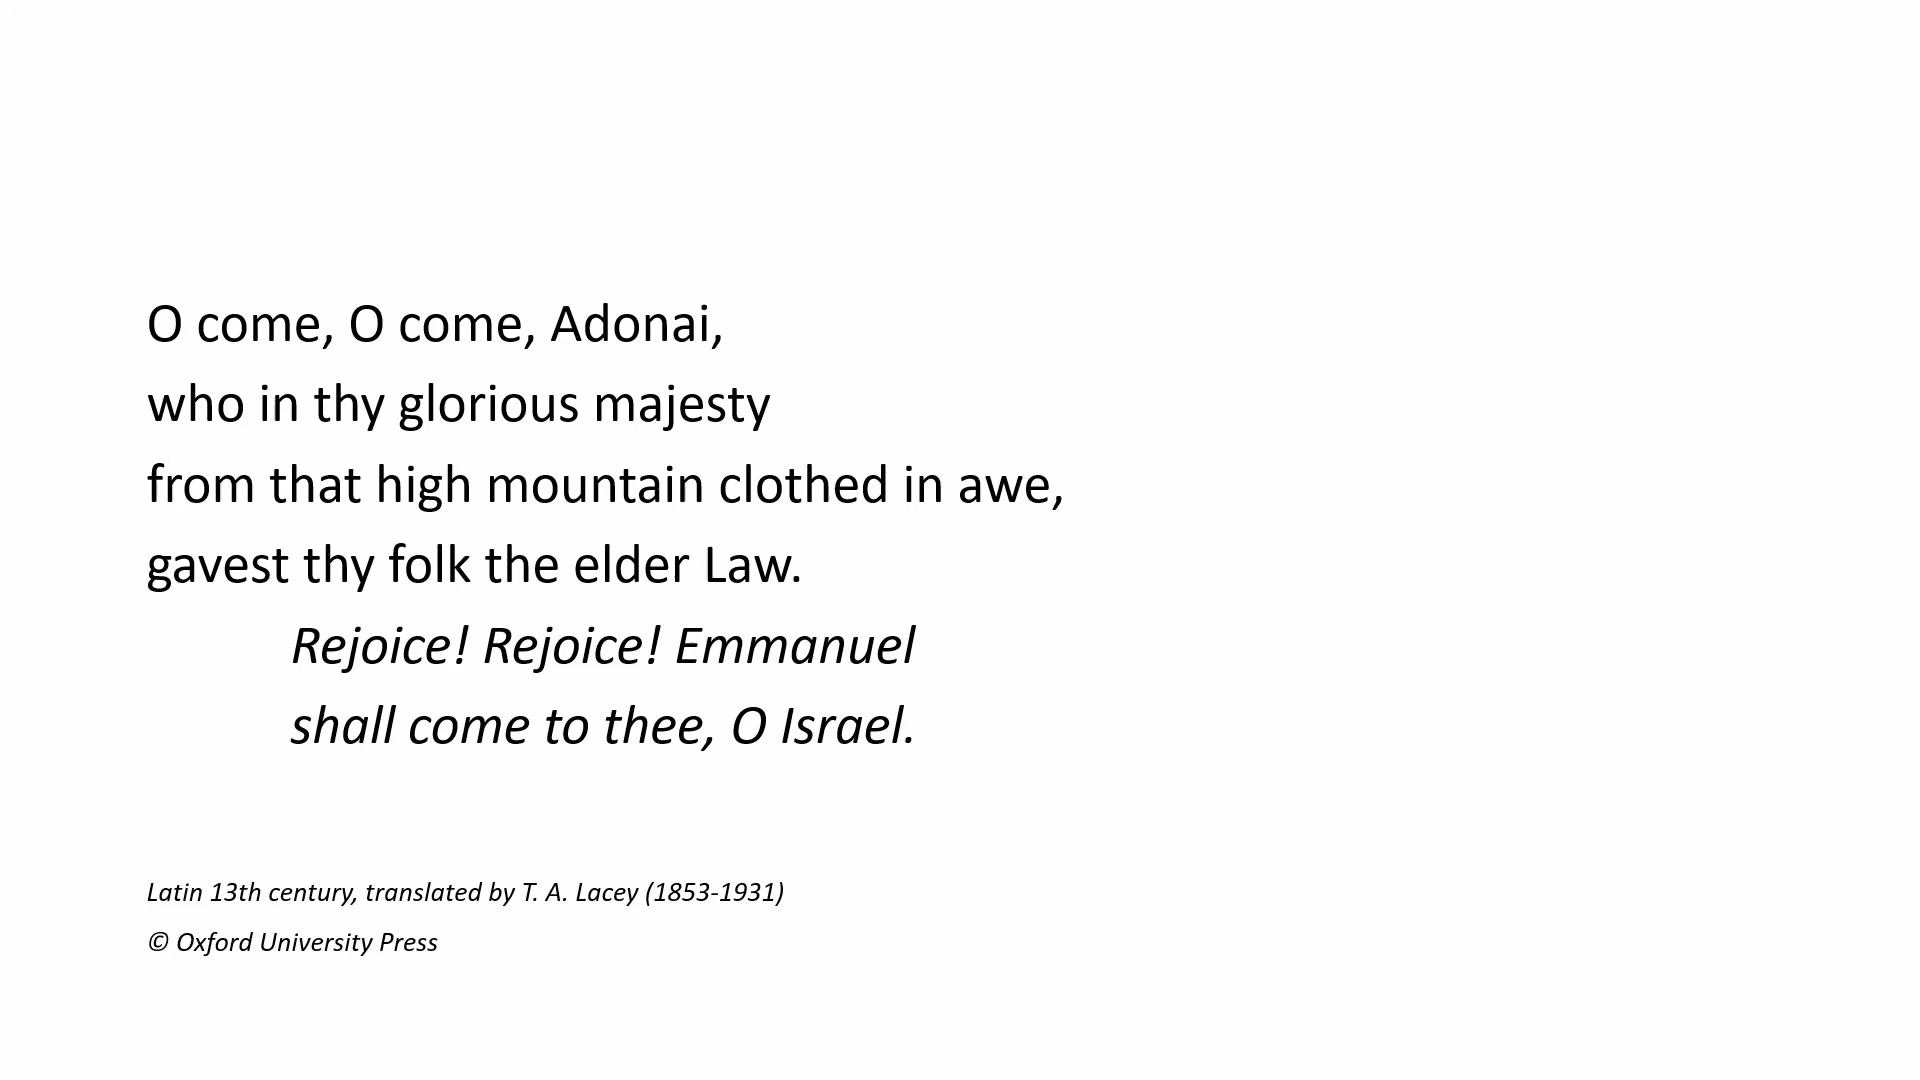 O come, O come, Adonai,
who in thy glorious majesty
from that high mountain clothed in awe,
gavest thy folk the elder Law.
Rejoice! Rejoice! Emmanuel
shall come to thee, O Israel.
Latin 13th century, translated by T. A. Lacey (1853-1931)
© Oxford University Press